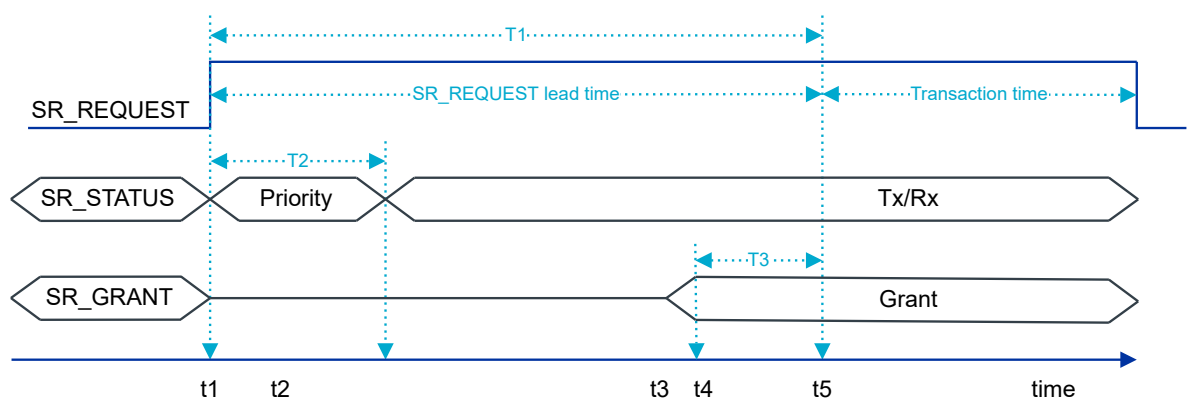 T1
SR_REQUEST
SR_REQUEST lead time
Transaction time
T2
SR_STATUS
Priority
Tx/Rx
T3
SR_GRANT
Grant
t1
t2
t3
t4
t5
time